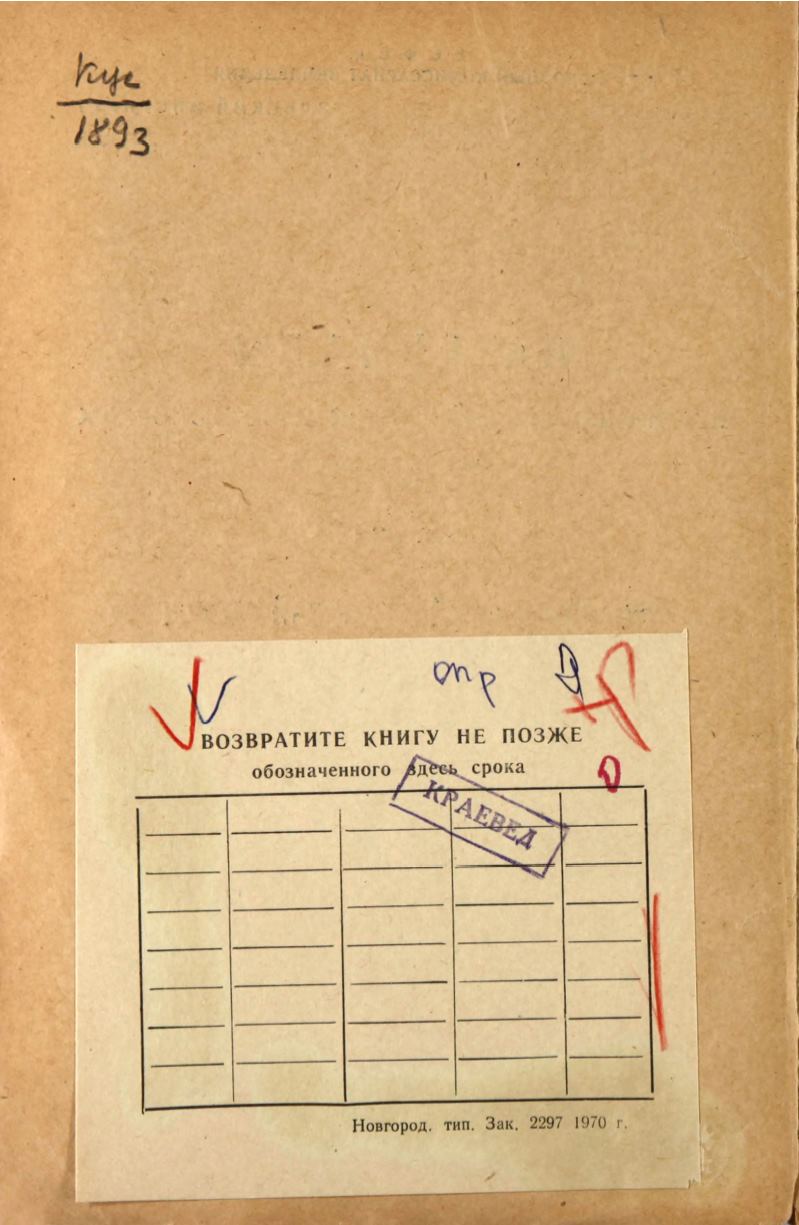 Кус
1893
опр
ВОЗВРАТИТЕ КНИГУ НЕ ПОЗЖЕ
обозначенного здесь срока
КРАЕВЕД
Новгород. тип. Зак. 2297 1970 г.